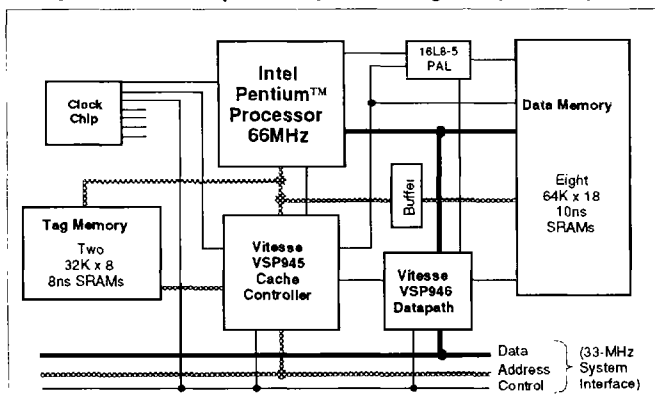 Intel
Pentium™
Processor
66MHz
16L8-5
PAL
Clock
Chip
Data Memory
Eight
64K x 18
10ns
SRAMs
Buffer
Tag Memory
Two
32K x 8
8ns SRAMs
Vitesse
VSP945
Cache
Controller
Vitesse
VSP946
Datapath
Data
Address
Control
(33-MHz
System
Interface)